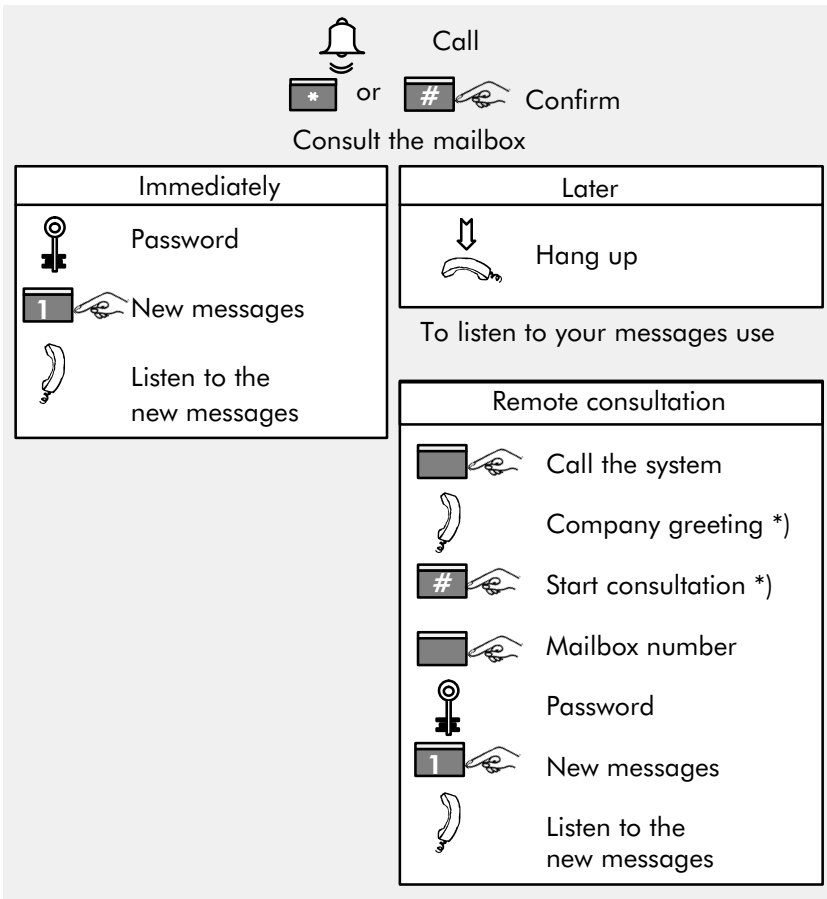 Call
* or # Confirm
Consult the mailbox
Immediately
Password
1 New messages
Listen to the
new messages
Later
Hang up
To listen to your messages use
Remote consultation
Call the system
Company greeting *)
# Start consultation *)
Mailbox number
Password
1 New messages
Listen to the
new messages